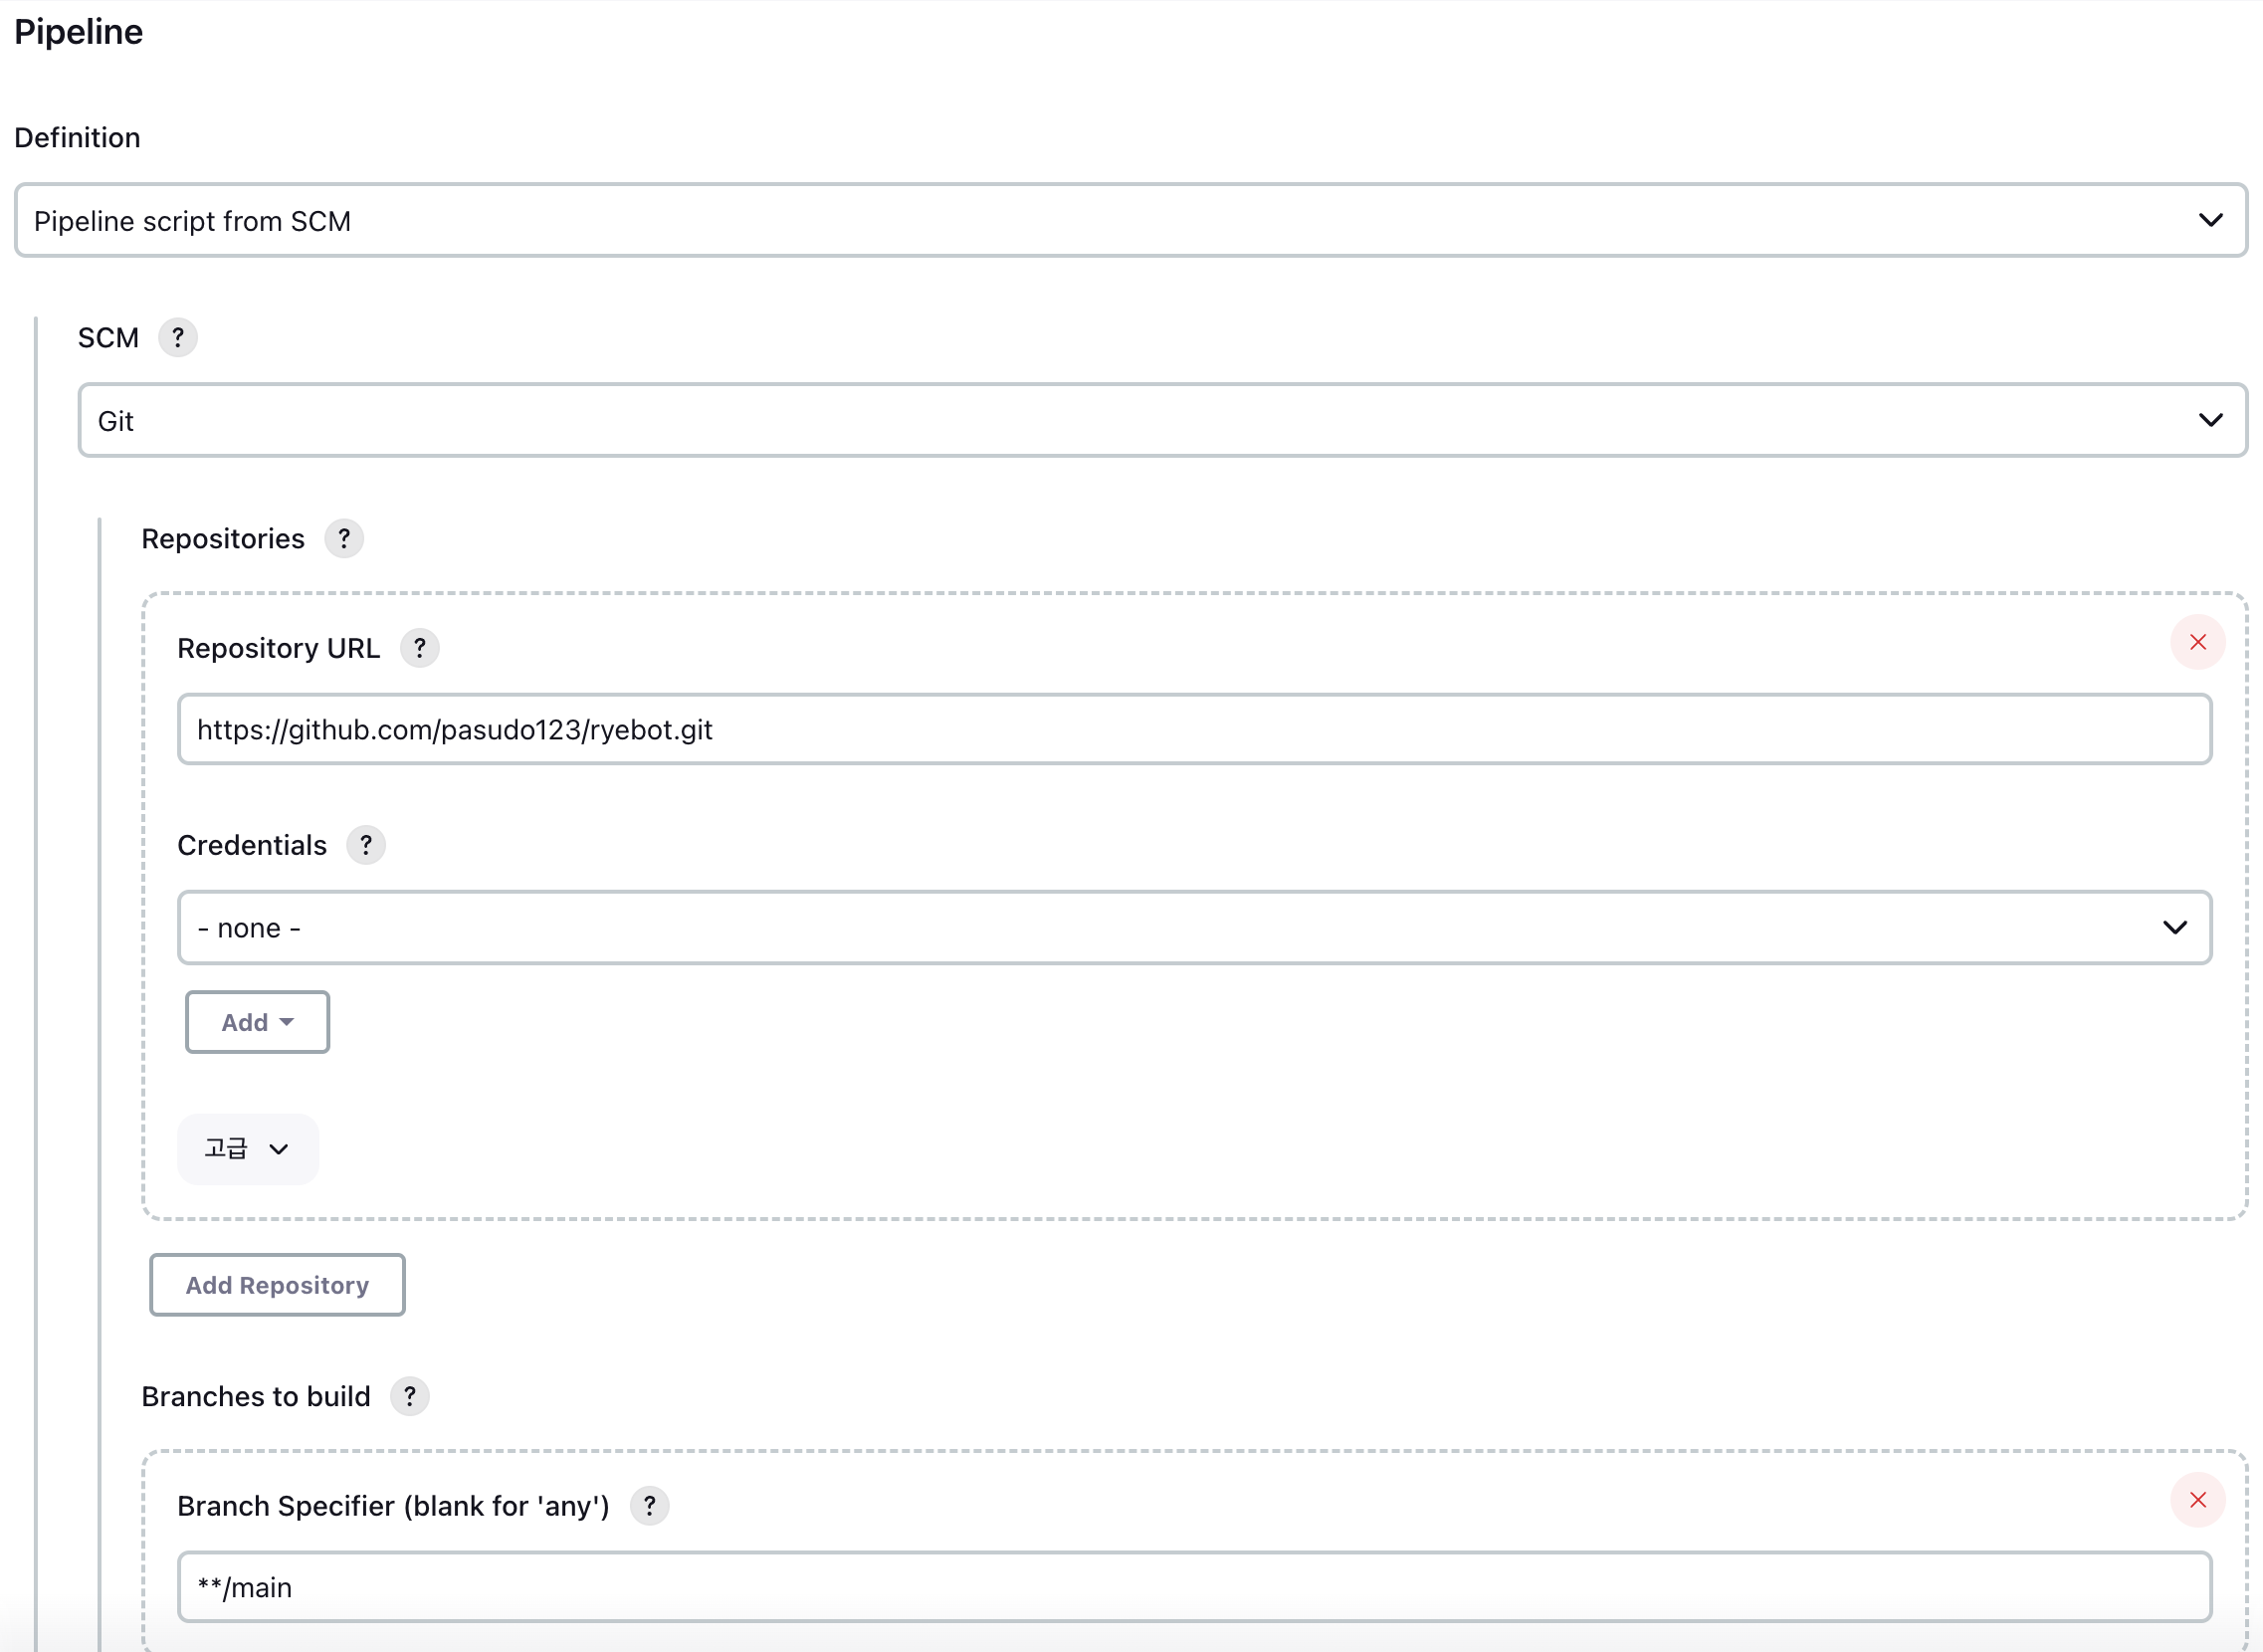 Pipeline
Definition
Pipeline script from SCM
SCM ?
Git
Repositories ?
Repository URL ?
https://github.com/pasudo123/ryebot.git
Credentials ?
- none -
Add
고급
Add Repository
Branches to build ?
Branch Specifier (blank for 'any') ?
**/main